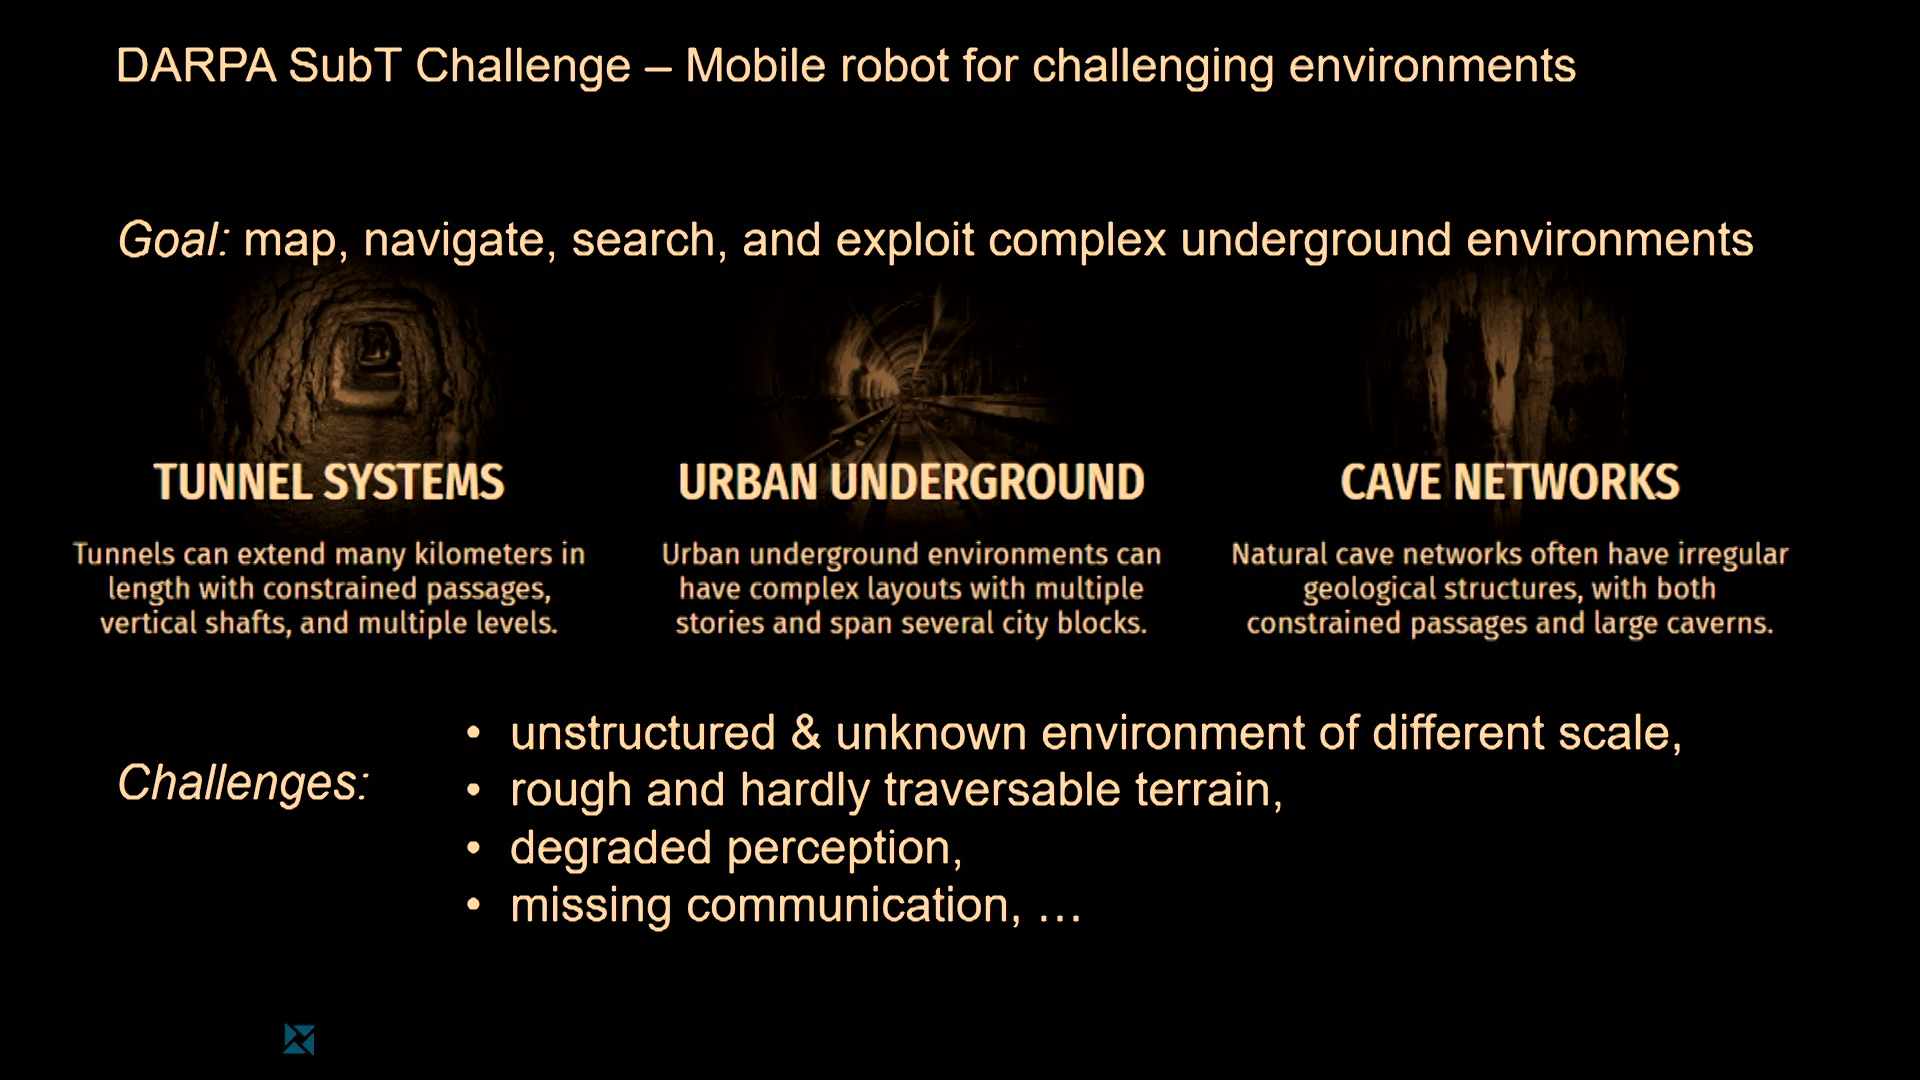 DARPA SubT Challenge – Mobile robot for challenging environments
Goal: map, navigate, search, and exploit complex underground environments
TUNNEL SYSTEMS
Tunnels can extend many kilometers in
length with constrained passages,
vertical shafts, and multiple levels.
URBAN UNDERGROUND
Urban underground environments can
have complex layouts with multiple
stories and span several city blocks.
CAVE NETWORKS
Natural cave networks often have irregular
geological structures, with both
constrained passages and large caverns.
Challenges:
• unstructured & unknown environment of different scale,
• rough and hardly traversable terrain,
• degraded perception,
• missing communication, …